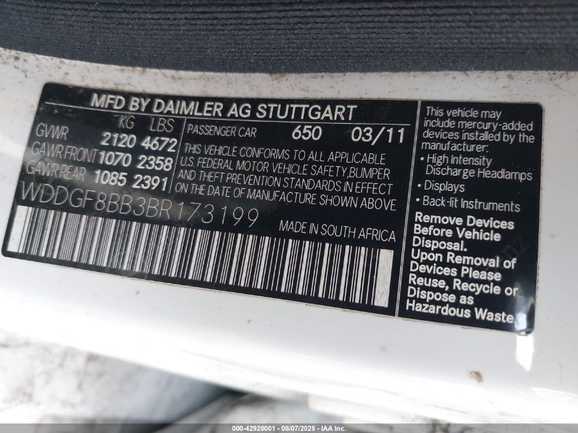 MFD BY DAIMLER AG STUTTGART
KG LBS
GVWR 2120 4672
GAWR FRONT 1070 2358
GAWR REAR 1085 2391
PASSENGER CAR 650 03/11
THIS VEHICLE CONFORMS TO ALL APPLICABLE
U.S. FEDERAL MOTOR VEHICLE SAFETY, BUMPER
AND THEFT PREVENTION STANDARDS IN EFFECT
ON THE DATE OF MANUFACTURE SHOWN ABOVE.
WDDGF8BB3BR173199
MADE IN SOUTH AFRICA
This vehicle may
include mercury-added
devices installed by the
manufacturer:
• High Intensity
Discharge Headlamps
• Displays
• Back-lit Instruments
Remove Devices
Before Vehicle
Disposal.
Upon Removal of
Devices Please
Reuse, Recycle or
Dispose as
Hazardous Waste.
000-42920001 - 08/07/2025 - IAA Inc.